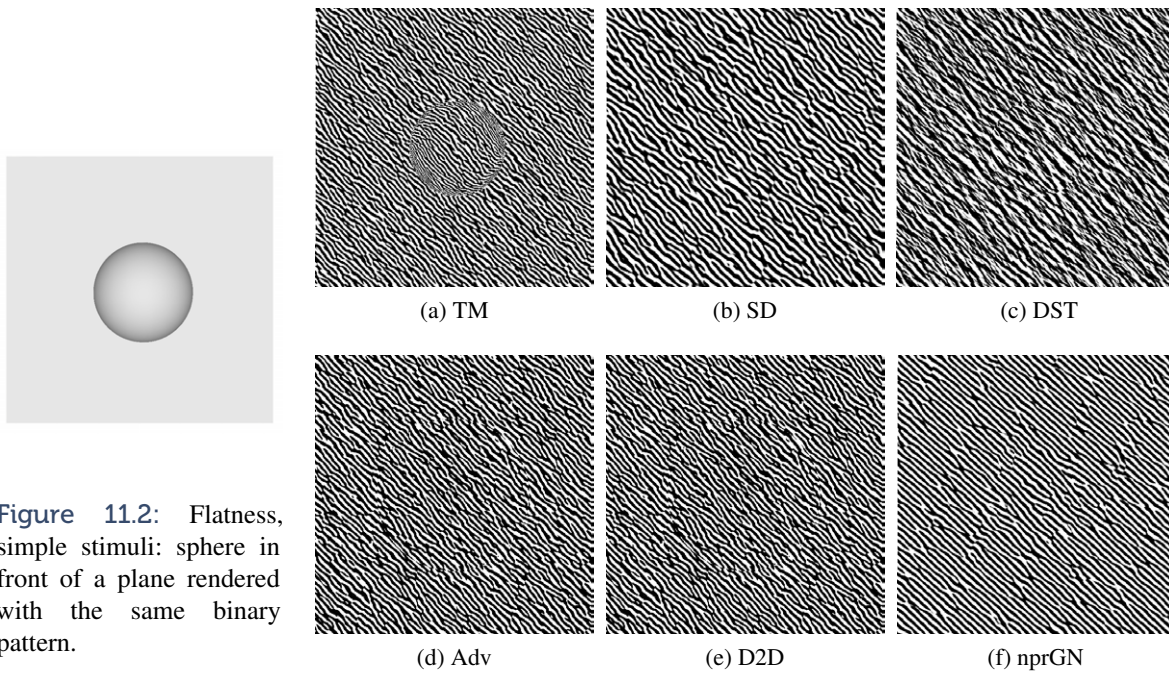 (a) TM
(b) SD
(c) DST
Figure 11.2: Flatness,
simple stimuli: sphere in
front of a plane rendered
with the same binary
pattern.
(d) Adv
(e) D2D
(f) nprGN